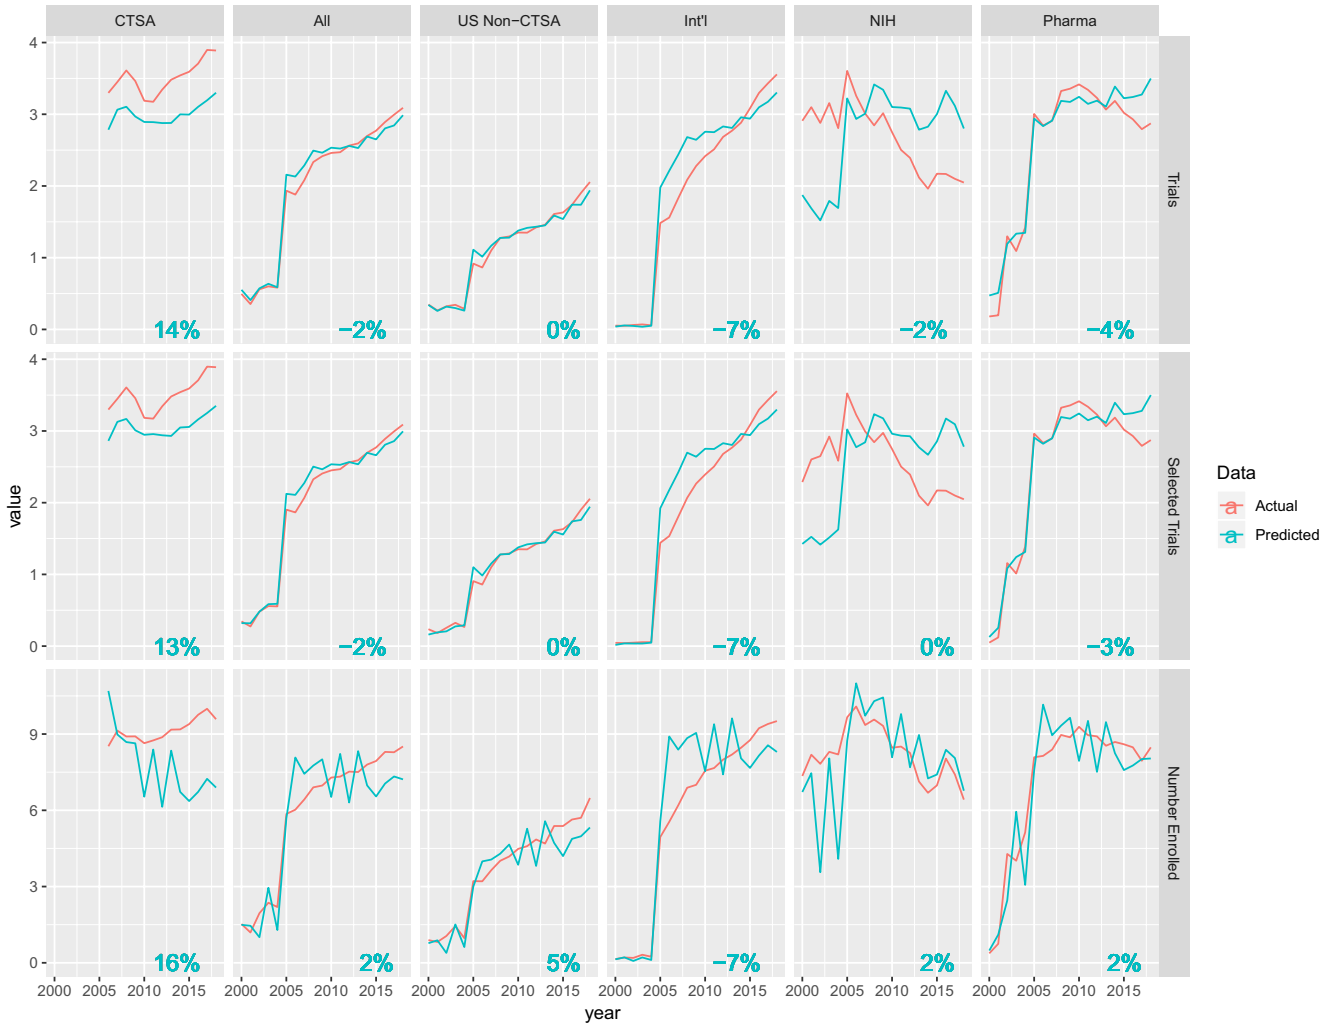 CTSA All US Non−CTSA Int'l NIH Pharma
4
3
2
1
0
14% −2% 0% −7% −2% −4%
Trials
4
3
2
1
0
13% −2% 0% −7% 0% −3%
Selected Trials
9
6
3
0
16% 2% 5% −7% 2% 2%
Number Enrolled
2000 2005 2010 2015 2000 2005 2010 2015 2000 2005 2010 2015 2000 2005 2010 2015 2000 2005 2010 2015 2000 2005 2010 2015
year
value
Data
a Actual
a Predicted